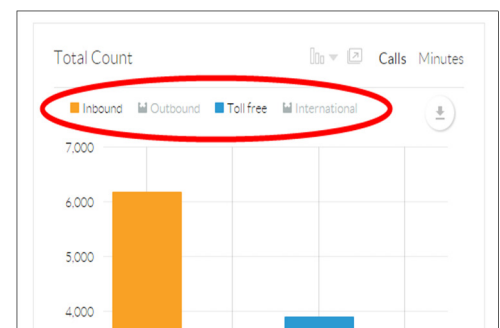 Total Count Calls Minutes
Inbound Outbound Toll free International
7,000
6,000
5,000
4,000